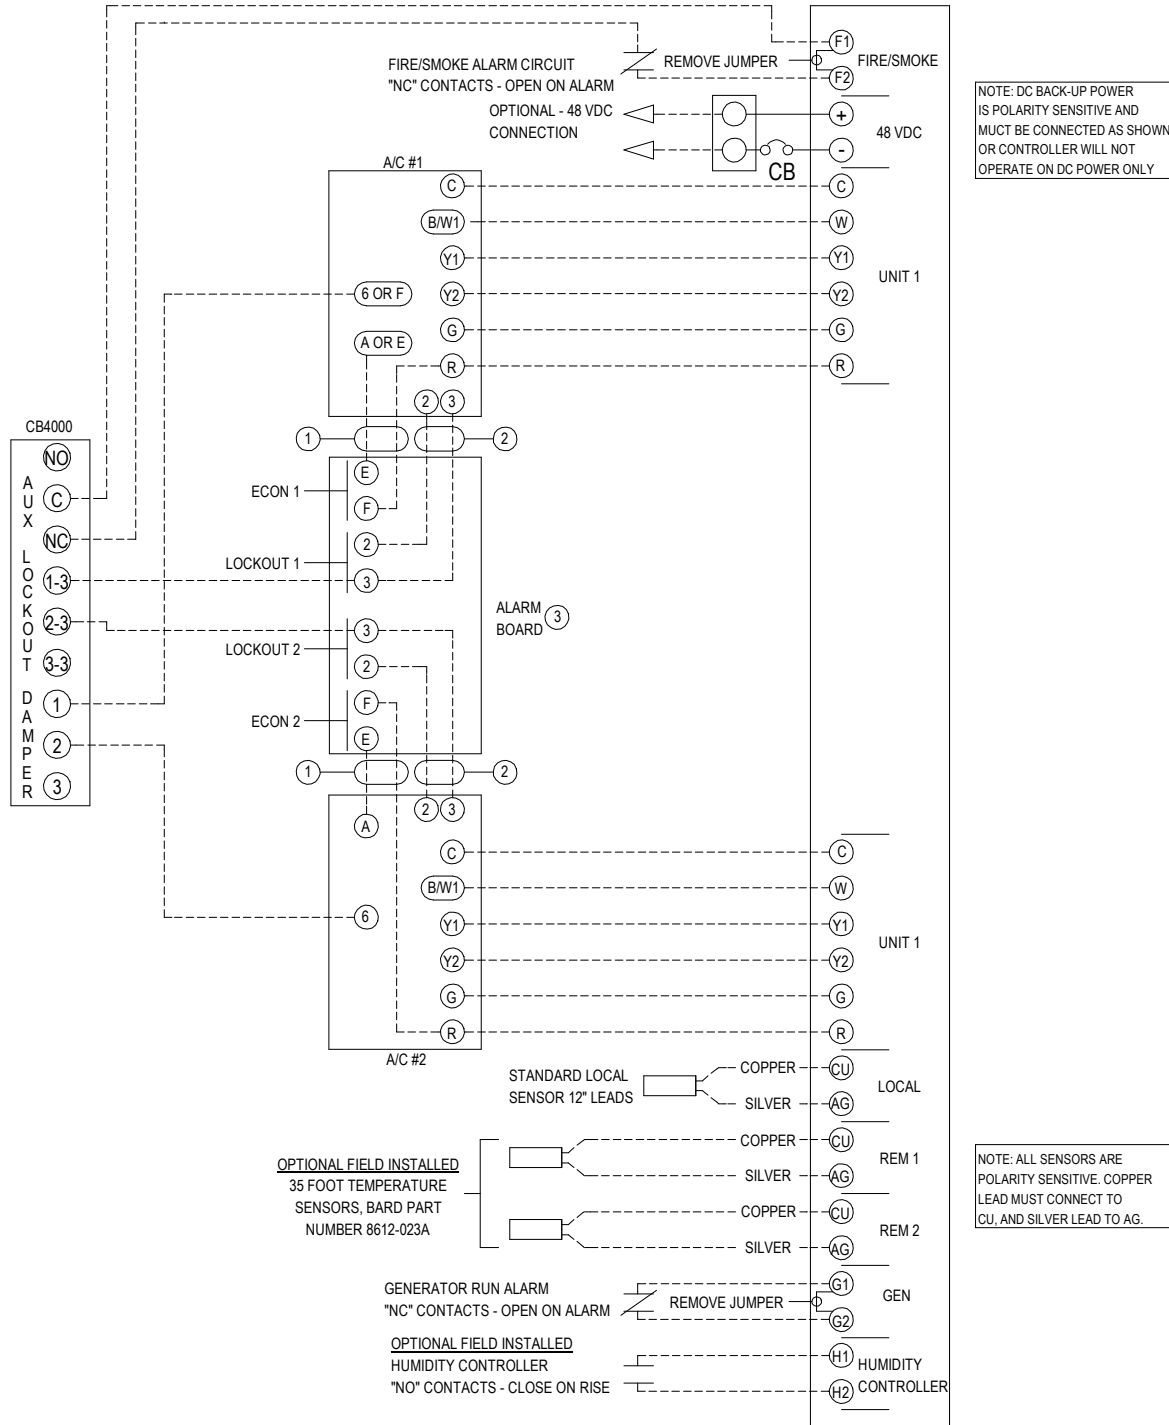 F1
FIRE/SMOKE ALARM CIRCUIT
REMOVE JUMPER
FIRE/SMOKE
"NC" CONTACTS - OPEN ON ALARM
F2
OPTIONAL - 48 VDC
CONNECTION
+
48 VDC
-
CB
NOTE: DC BACK-UP POWER
IS POLARITY SENSITIVE AND
MUCT BE CONNECTED AS SHOWN
OR CONTROLLER WILL NOT
OPERATE ON DC POWER ONLY
A/C #1
C
C
B/W1
W
Y1
Y1
UNIT 1
6 OR F
Y2
Y2
G
G
A OR E
R
R
2
3
1
2
CB4000
NO
C
NC
1-3
2-3
3-3
1
2
3
AUX LOCKOUT DAMPER
E
ECON 1
F
2
LOCKOUT 1
3
ALARM
BOARD
3
3
LOCKOUT 2
2
F
ECON 2
E
1
2
2
3
A
C
C
B/W1
W
6
Y1
Y1
UNIT 1
Y2
Y2
G
G
R
R
A/C #2
STANDARD LOCAL
SENSOR 12" LEADS
COPPER
CU
LOCAL
SILVER
AG
OPTIONAL FIELD INSTALLED
35 FOOT TEMPERATURE
SENSORS, BARD PART
NUMBER 8612-023A
COPPER
CU
REM 1
SILVER
AG
COPPER
CU
REM 2
SILVER
AG
NOTE: ALL SENSORS ARE
POLARITY SENSITIVE. COPPER
LEAD MUST CONNECT TO
CU, AND SILVER LEAD TO AG.
GENERATOR RUN ALARM
"NC" CONTACTS - OPEN ON ALARM
REMOVE JUMPER
G1
GEN
G2
OPTIONAL FIELD INSTALLED
HUMIDITY CONTROLLER
"NO" CONTACTS - CLOSE ON RISE
H1
HUMIDITY
CONTROLLER
H2